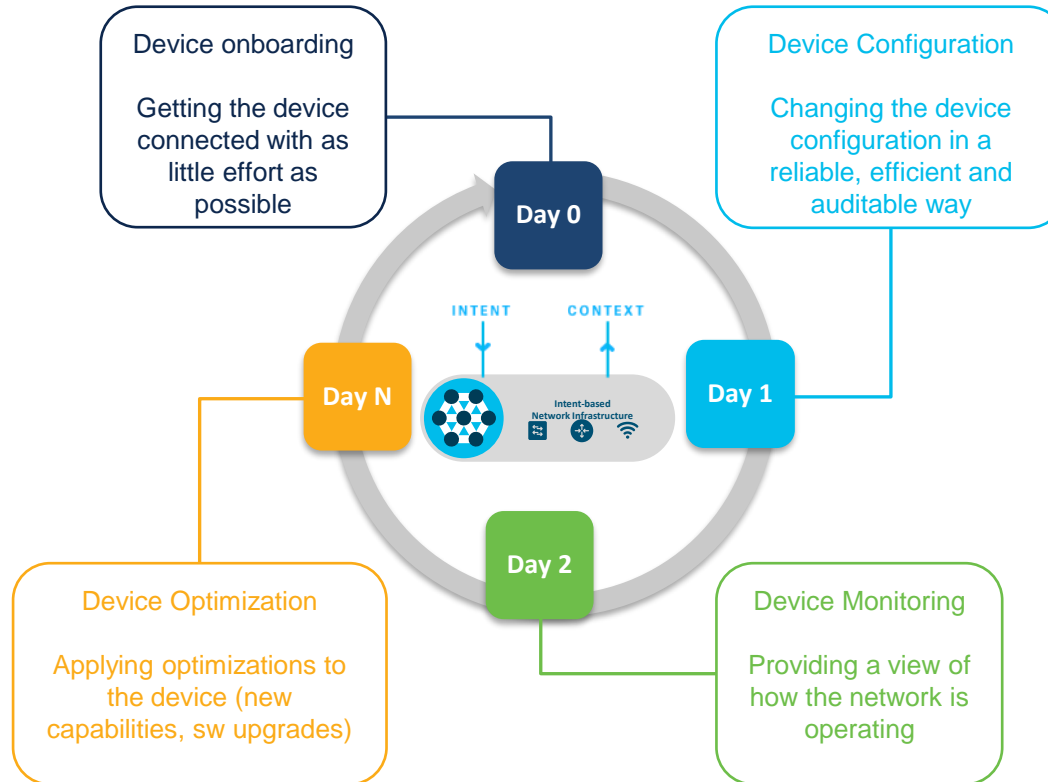 Device onboarding
Getting the device
connected with as
little effort as
possible
Device Configuration
Changing the device
configuration in a
reliable, efficient and
auditable way
Day 0
INTENT
CONTEXT
Day N
Intent-based
Network Infrastructure
Day 1
Day 2
Device Optimization
Applying optimizations to
the device (new
capabilities, sw upgrades)
Device Monitoring
Providing a view of
how the network is
operating